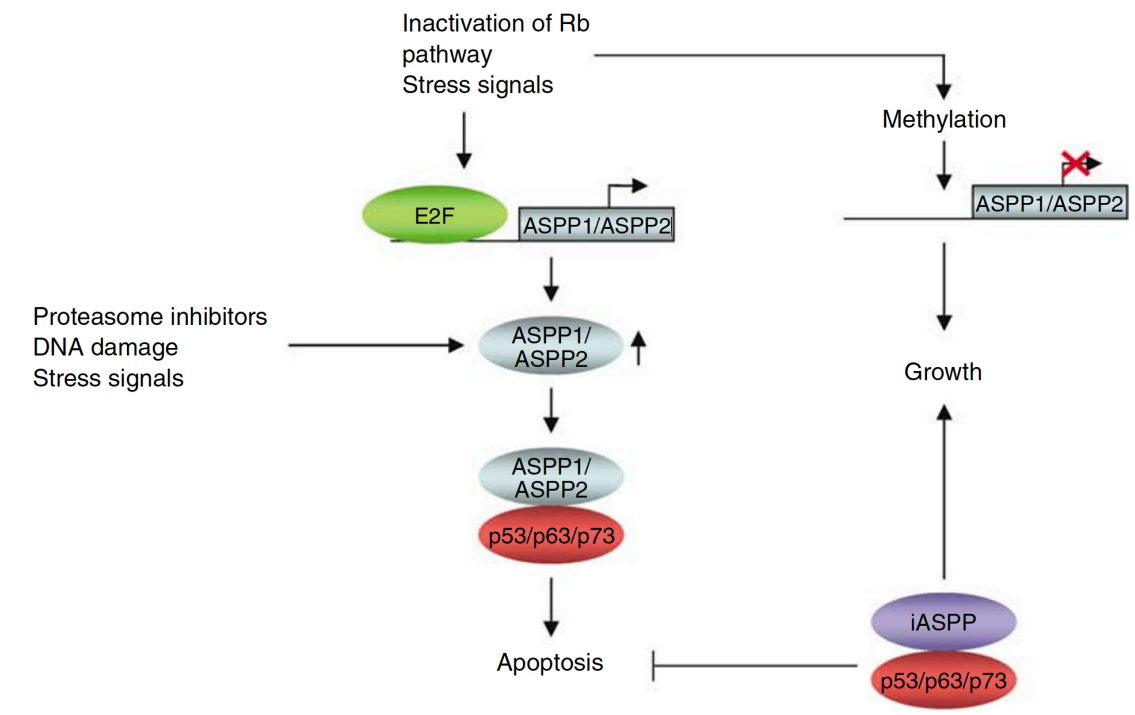 Inactivation of Rb
pathway
Stress signals
Methylation
E2F
ASPP1/ASPP2
ASPP1/ASPP2
Proteasome inhibitors
DNA damage
Stress signals
ASPP1/
ASPP2
Growth
ASPP1/
ASPP2
p53/p63/p73
iASPP
p53/p63/p73
Apoptosis